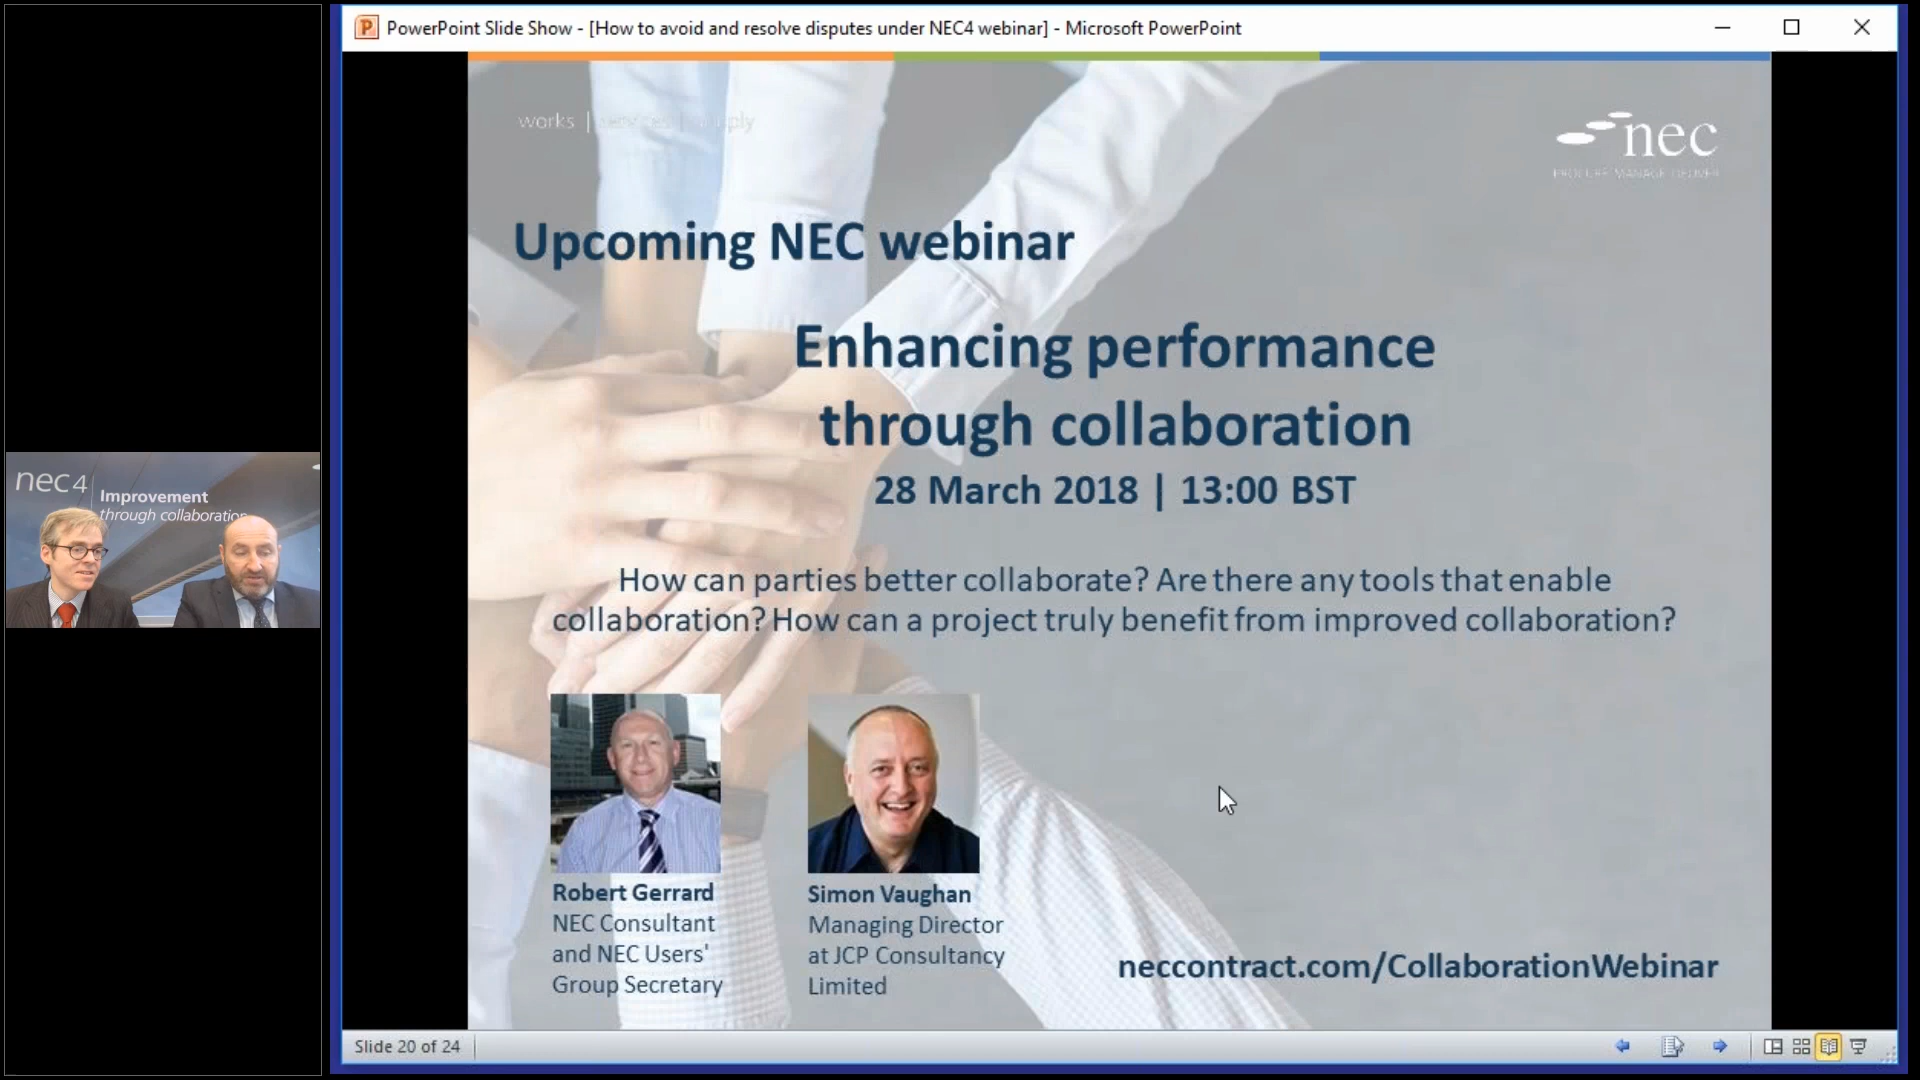 PowerPoint Slide Show - [How to avoid and resolve disputes under NEC4 webinar] - Microsoft PowerPoint
works | services | supply
nec
PROCURE MANAGE DELIVER
Upcoming NEC webinar
Enhancing performance
through collaboration
28 March 2018 | 13:00 BST
How can parties better collaborate? Are there any tools that enable
collaboration? How can a project truly benefit from improved collaboration?
nec4
Improvement
through collaboration
Robert Gerrard
NEC Consultant
and NEC Users'
Group Secretary
Simon Vaughan
Managing Director
at JCP Consultancy
Limited
neccontract.com/CollaborationWebinar
Slide 20 of 24